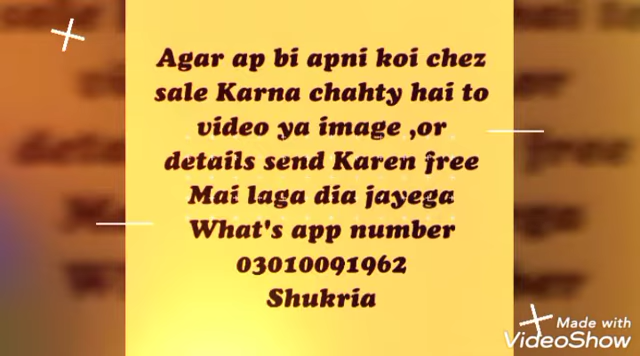 Agar ap bi apni koi chez
sale Karna chahty hai to
video ya image ,or
details send Karen free
Mai laga dia jayega
What's app number
03010091962
Shukria
Made with
VideoShow